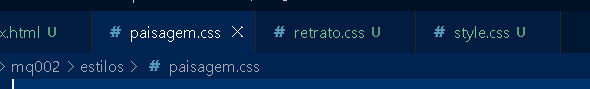 x.html U # paisagem.css × # retrato.css U # style.css U
> mq002 > estilos > # paisagem.css